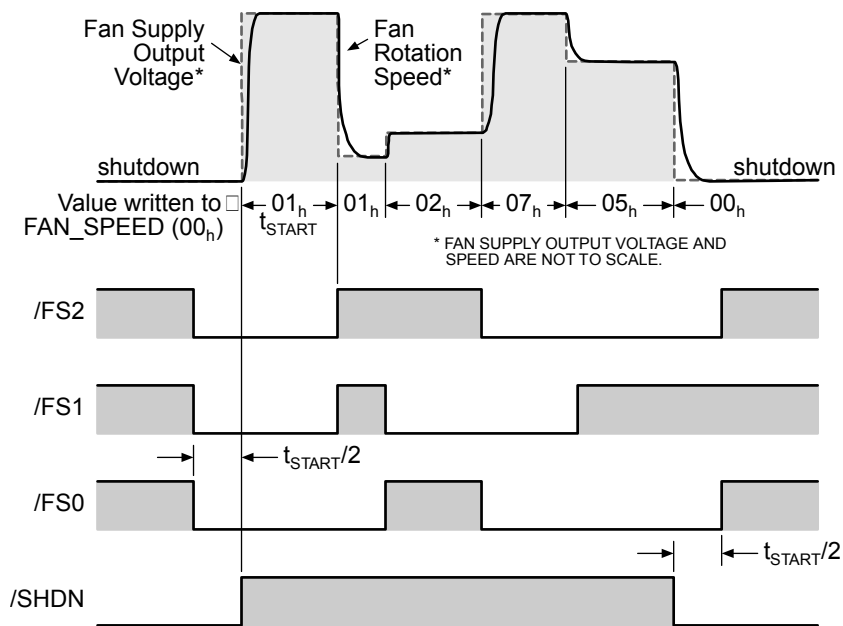 Fan Supply
Output
Voltage*
Fan
Rotation
Speed*
shutdown
shutdown
Value written to □
FAN_SPEED (00h)
01h
01h
02h
07h
05h
00h
tSTART
* FAN SUPPLY OUTPUT VOLTAGE AND
SPEED ARE NOT TO SCALE.
/FS2
/FS1
tSTART/2
/FS0
tSTART/2
/SHDN